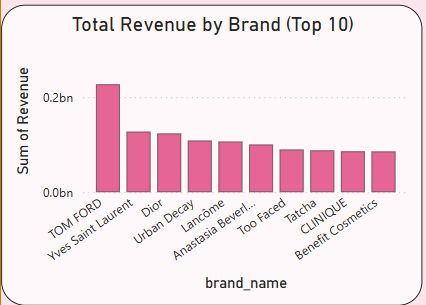 Total Revenue by Brand (Top 10)
Sum of Revenue
0.2bn
0.0bn
TOM FORD
Yves Saint Laurent
Dior
Urban Decay
Lancôme
Anastasia Beverl...
Too Faced
Tatcha
CLINIQUE
Benefit Cosmetics
brand_name